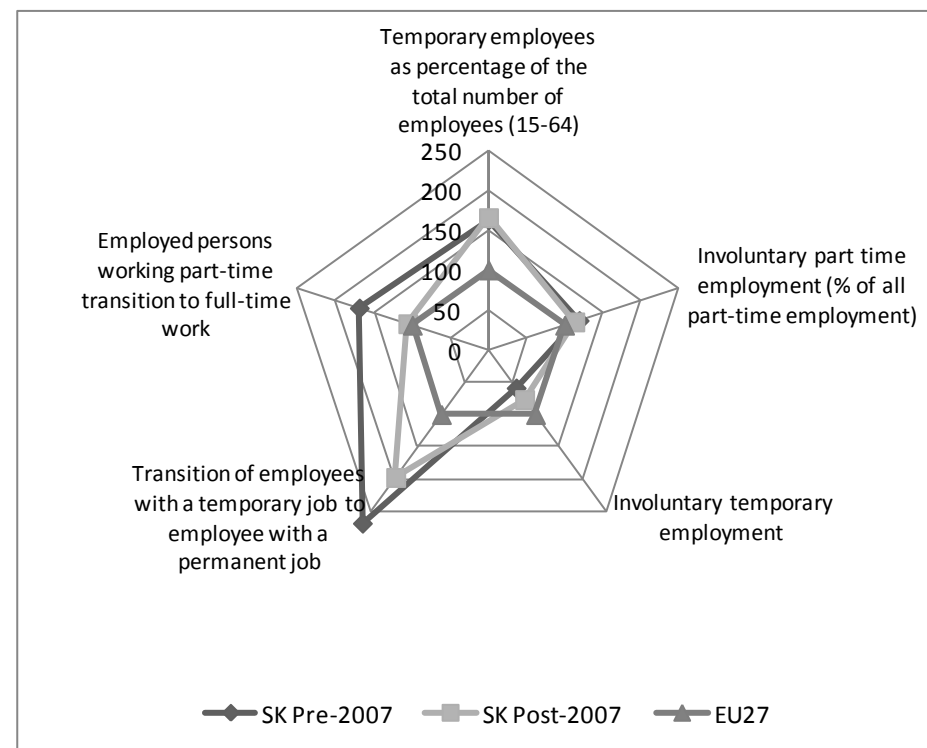 Temporary employees
as percentage of the
total number of
employees (15-64)
250
200
150
100
50
0
Involuntary part time
employment (% of all
part-time employment)
Involuntary temporary
employment
Transition of employees
with a temporary job to
employee with a
permanent job
Employed persons
working part-time
transition to full-time
work
SK Pre-2007
SK Post-2007
EU27